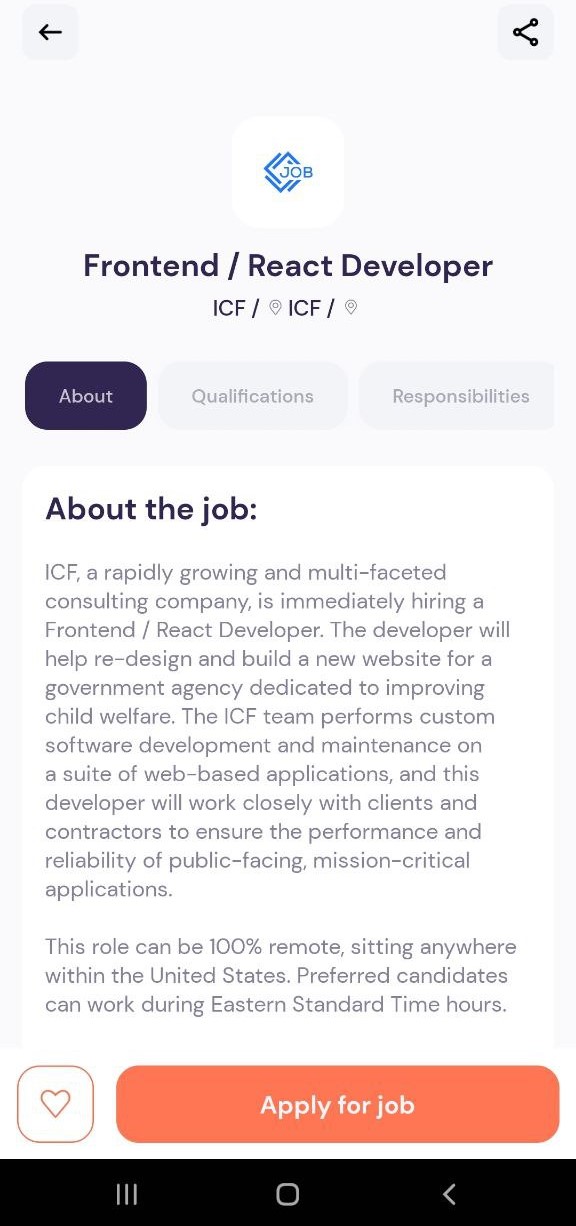 JOB
Frontend / React Developer
ICF / ICF /
About Qualifications Responsibilities
About the job:
ICF, a rapidly growing and multi-faceted
consulting company, is immediately hiring a
Frontend / React Developer. The developer will
help re-design and build a new website for a
government agency dedicated to improving
child welfare. The ICF team performs custom
software development and maintenance on
a suite of web-based applications, and this
developer will work closely with clients and
contractors to ensure the performance and
reliability of public-facing, mission-critical
applications.
This role can be 100% remote, sitting anywhere
within the United States. Preferred candidates
can work during Eastern Standard Time hours.
Apply for job